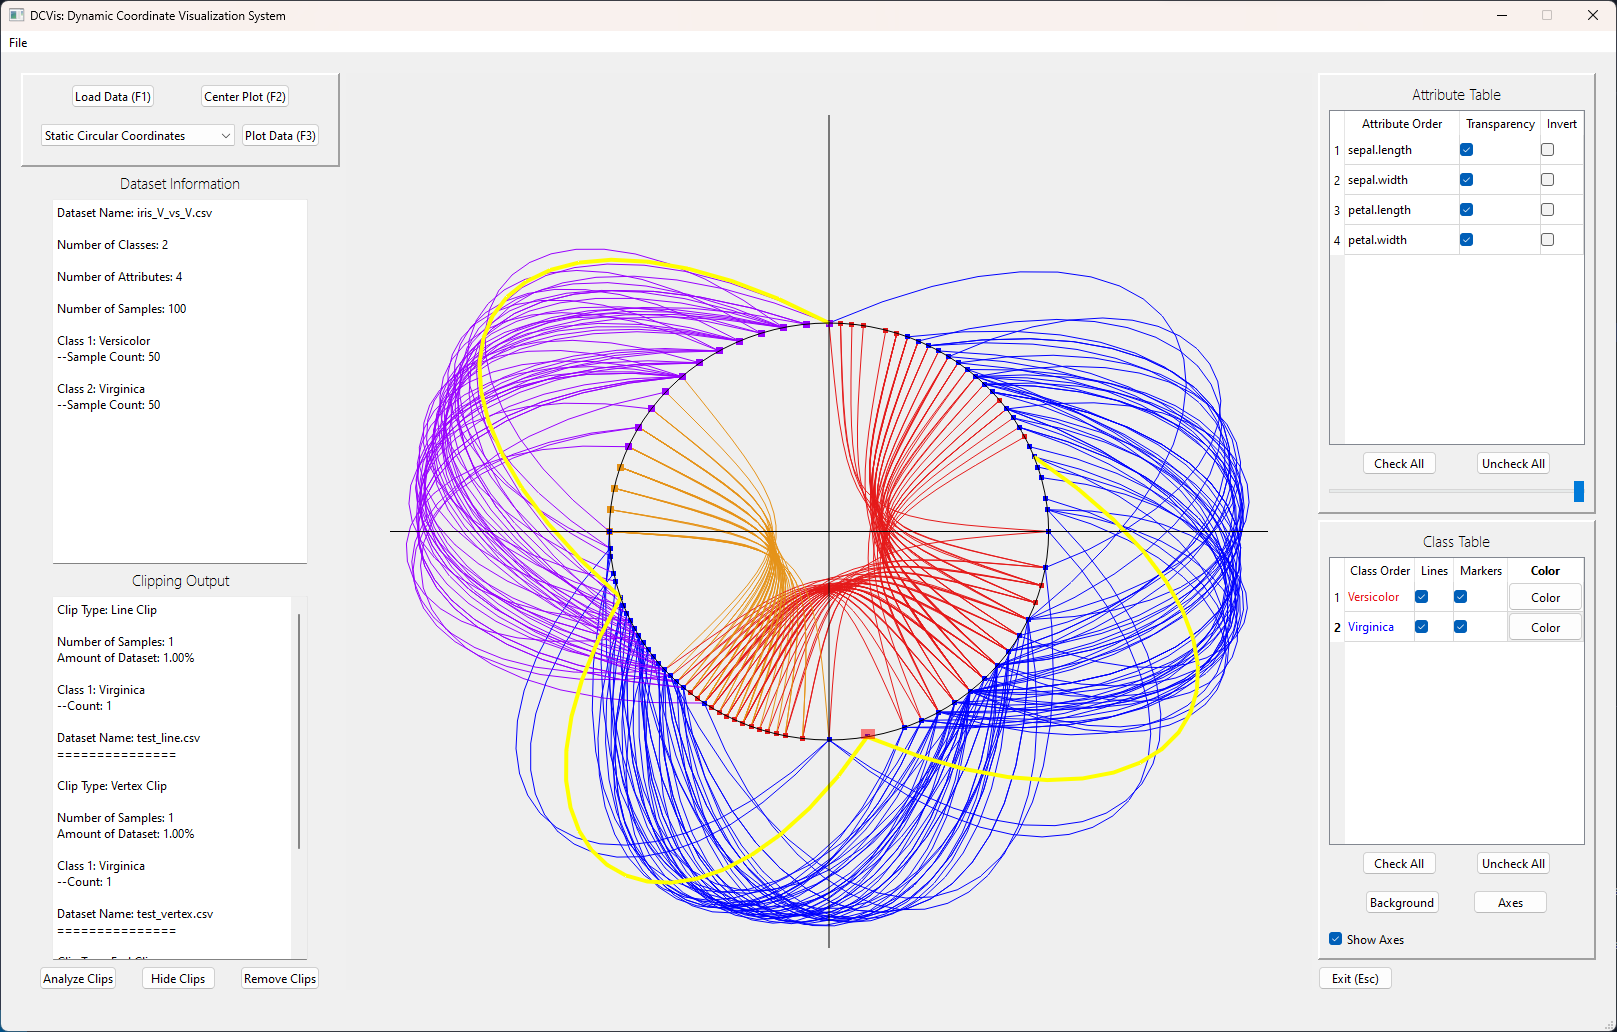 DCVis: Dynamic Coordinate Visualization System
File
Load Data (F1)
Center Plot (F2)
Static Circular Coordinates
Plot Data (F3)
Dataset Information
Dataset Name: iris_V_vs_V.csv
Number of Classes: 2
Number of Attributes: 4
Number of Samples: 100
Class 1: Versicolor
--Sample Count: 50
Class 2: Virginica
--Sample Count: 50
Clipping Output
Clip Type: Line Clip
Number of Samples: 1
Amount of Dataset: 1.00%
Class 1: Virginica
--Count: 1
Dataset Name: test_line.csv
================
Clip Type: Vertex Clip
Number of Samples: 1
Amount of Dataset: 1.00%
Class 1: Virginica
--Count: 1
Dataset Name: test_vertex.csv
================
Analyze Clips
Hide Clips
Remove Clips
Attribute Table
Attribute Order Transparency Invert
1 sepal.length
2 sepal.width
3 petal.length
4 petal.width
Check All
Uncheck All
Class Table
Class Order Lines Markers Color
1 Versicolor Color
2 Virginica Color
Check All
Uncheck All
Background
Axes
Show Axes
Exit (Esc)